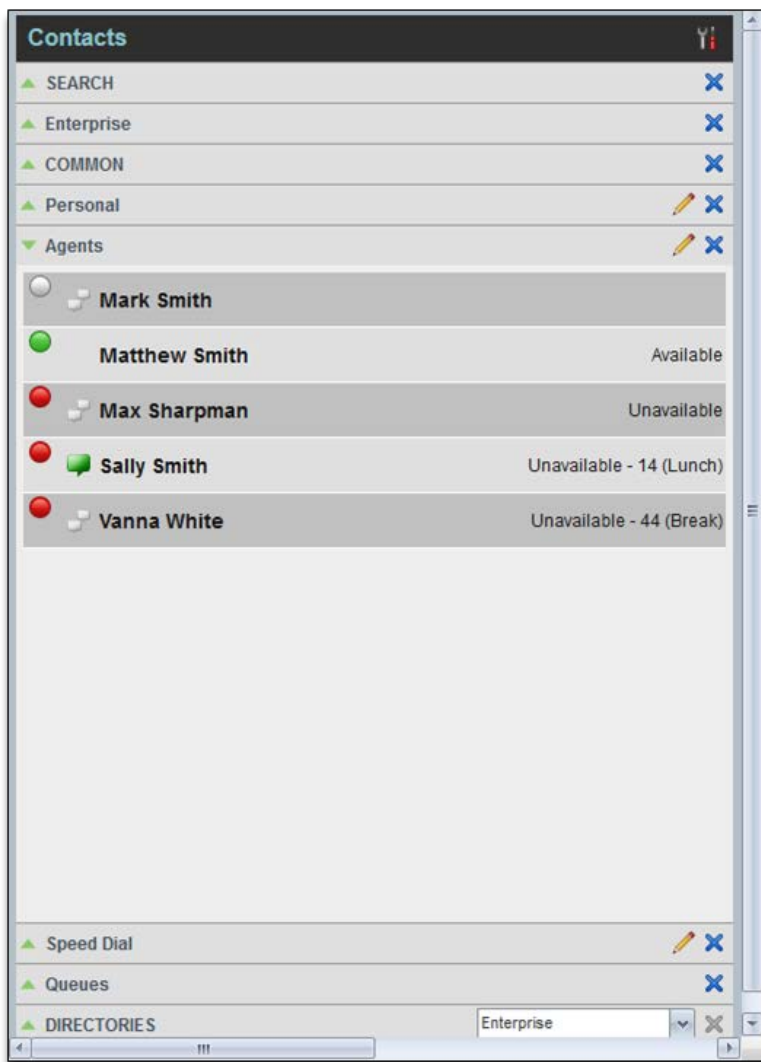 Contacts
SEARCH
Enterprise
COMMON
Personal
Agents
Mark Smith
Matthew Smith Available
Max Sharpman Unavailable
Sally Smith Unavailable - 14 (Lunch)
Vanna White Unavailable - 44 (Break)
Speed Dial
Queues
DIRECTORIES Enterprise